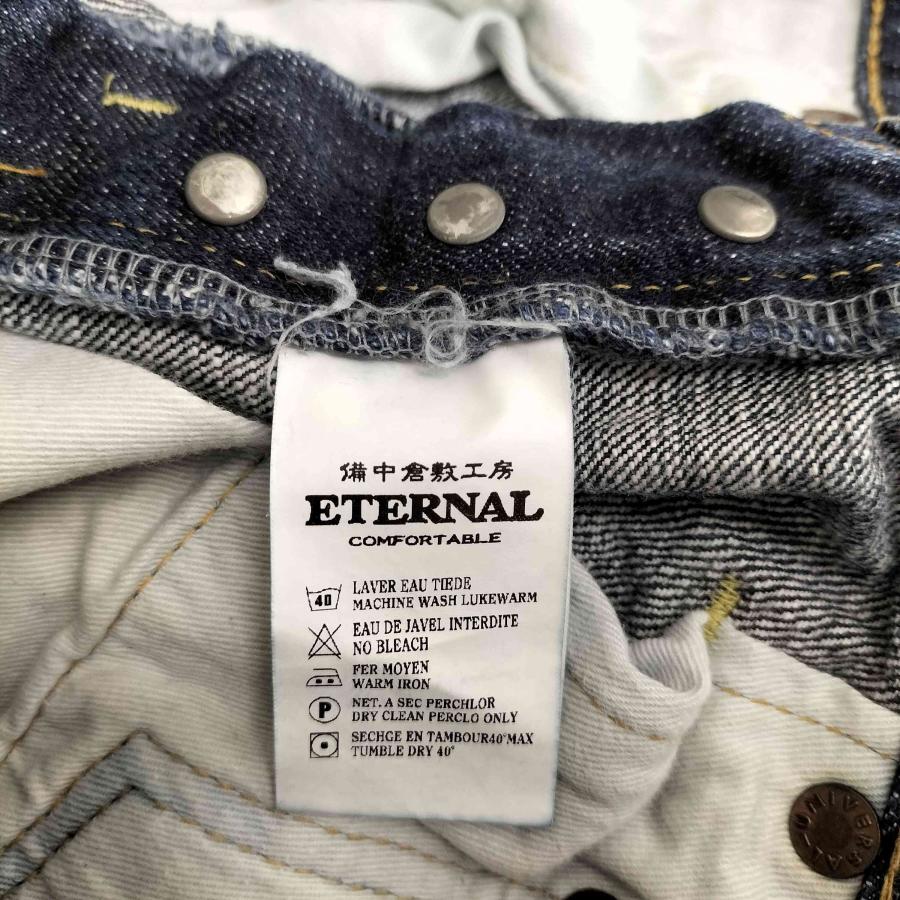 備中倉敷工房
ETERNAL
COMFORTABLE
40
LAVER EAU TIEDE
MACHINE WASH LUKEWARM
EAU DE JAVEL INTERDITE
NO BLEACH
FER MOYEN
WARM IRON
P
NET. A SEC PERCHLOR
DRY CLEAN PERCLO ONLY
SECHGE EN TAMBOUR40°MAX
TUMBLE DRY 40°
UNIVERSAL